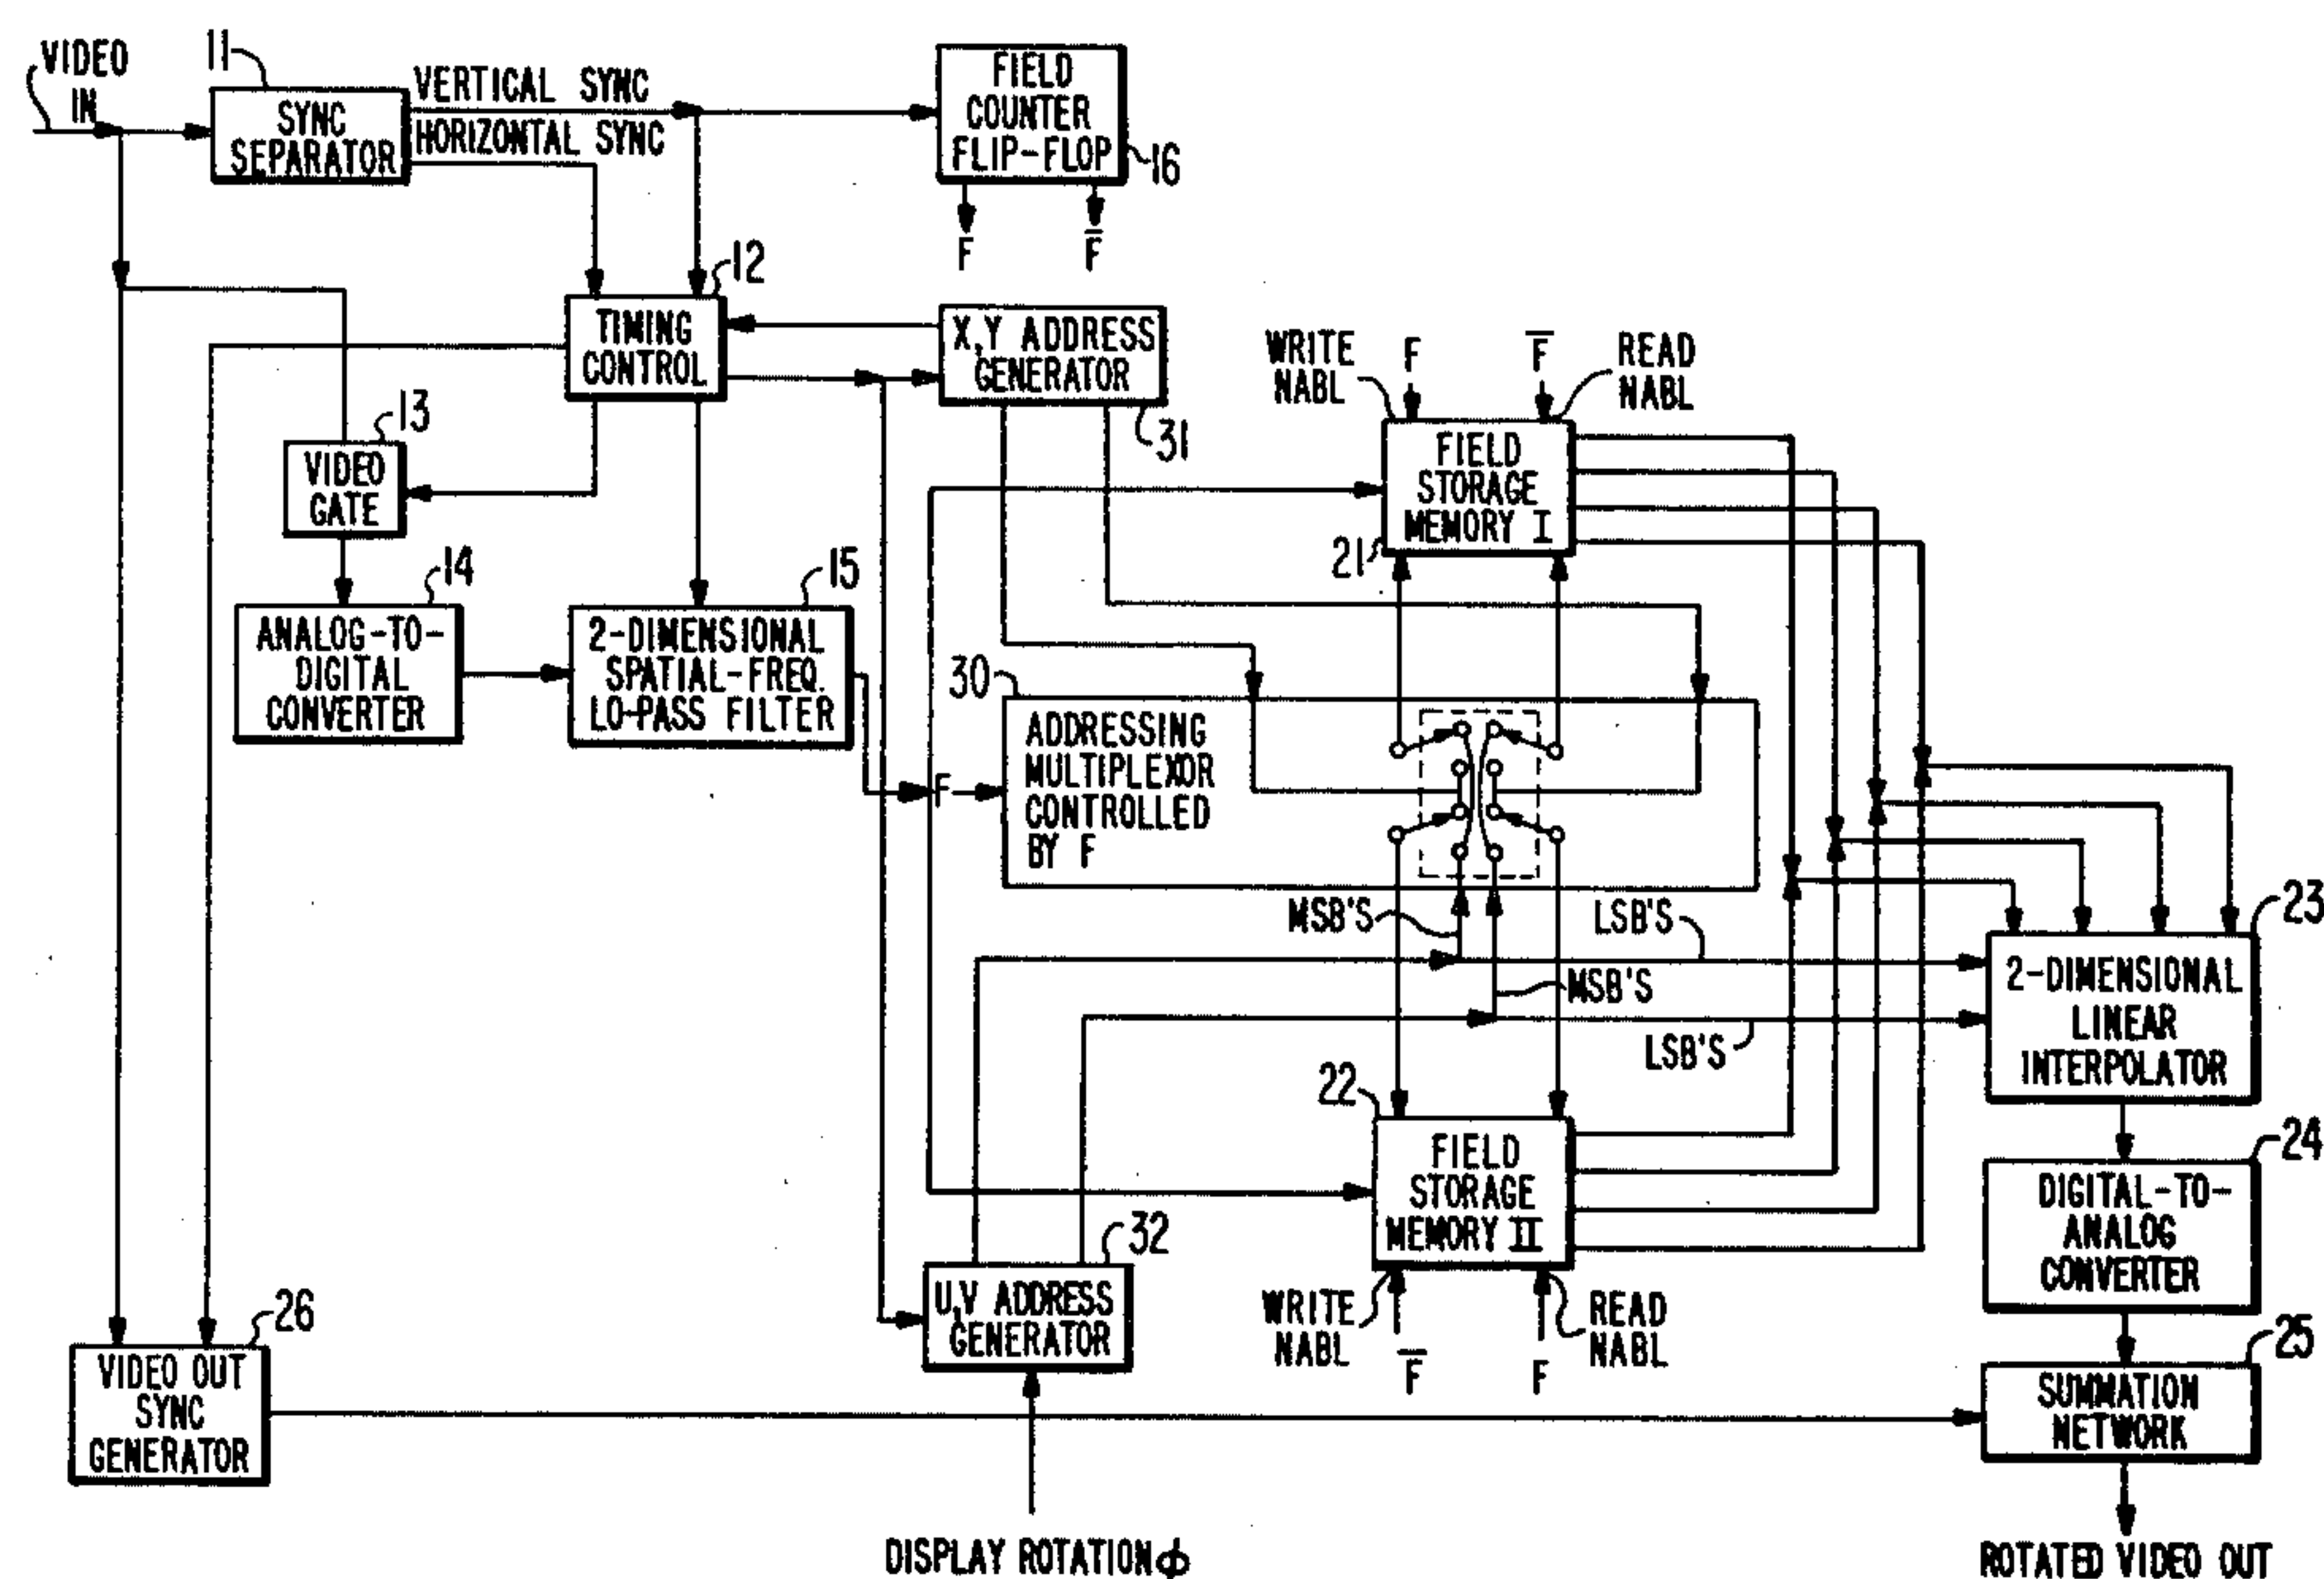 VIDEO
IN
11
SYNC
SEPARATOR
VERTICAL SYNC
HORIZONTAL SYNC
FIELD
COUNTER
FLIP-FLOP
16
F
F̅
12
TIMING
CONTROL
X,Y ADDRESS
GENERATOR
31
WRITE
NABL
F
F̅
READ
NABL
13
VIDEO
GATE
FIELD
STORAGE
MEMORY I
21
14
ANALOG-TO-
DIGITAL
CONVERTER
15
2-DIMENSIONAL
SPATIAL-FREQ.
LO-PASS FILTER
30
F
ADDRESSING
MULTIPLEXOR
CONTROLLED
BY F
MSB'S
LSB'S
MSB'S
LSB'S
23
2-DIMENSIONAL
LINEAR
INTERPOLATOR
22
FIELD
STORAGE
MEMORY II
WRITE
NABL
F̅
F
READ
NABL
24
DIGITAL-TO-
ANALOG
CONVERTER
32
U,V ADDRESS
GENERATOR
26
VIDEO OUT
SYNC
GENERATOR
25
SUMMATION
NETWORK
DISPLAY ROTATION ϕ
ROTATED VIDEO OUT